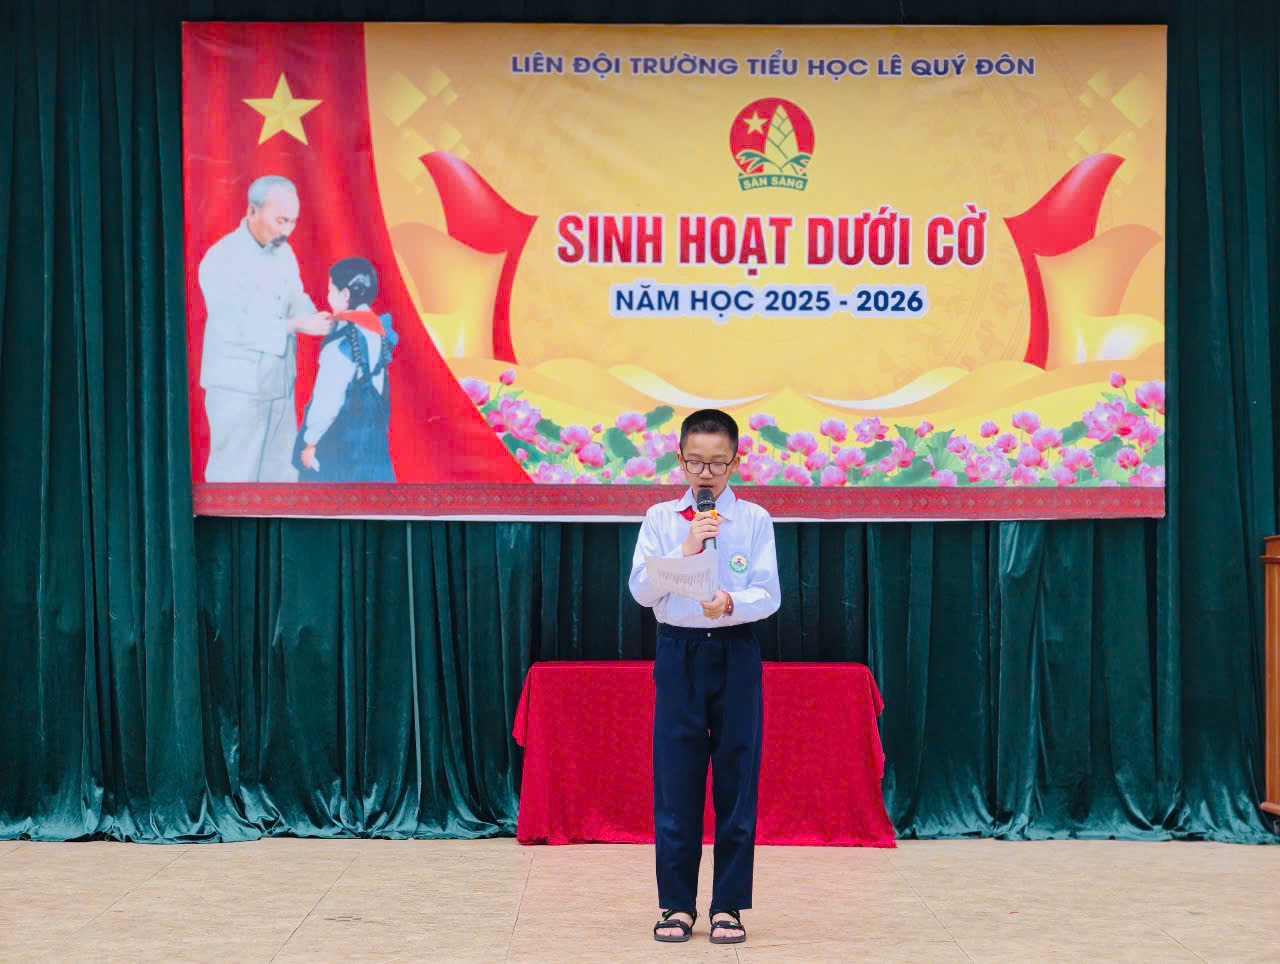 LIÊN ĐỘI TRƯỜNG TIỂU HỌC LÊ QUÝ ĐÔN
SẴN SÀNG
SINH HOẠT DƯỚI CỜ
NĂM HỌC 2025 - 2026